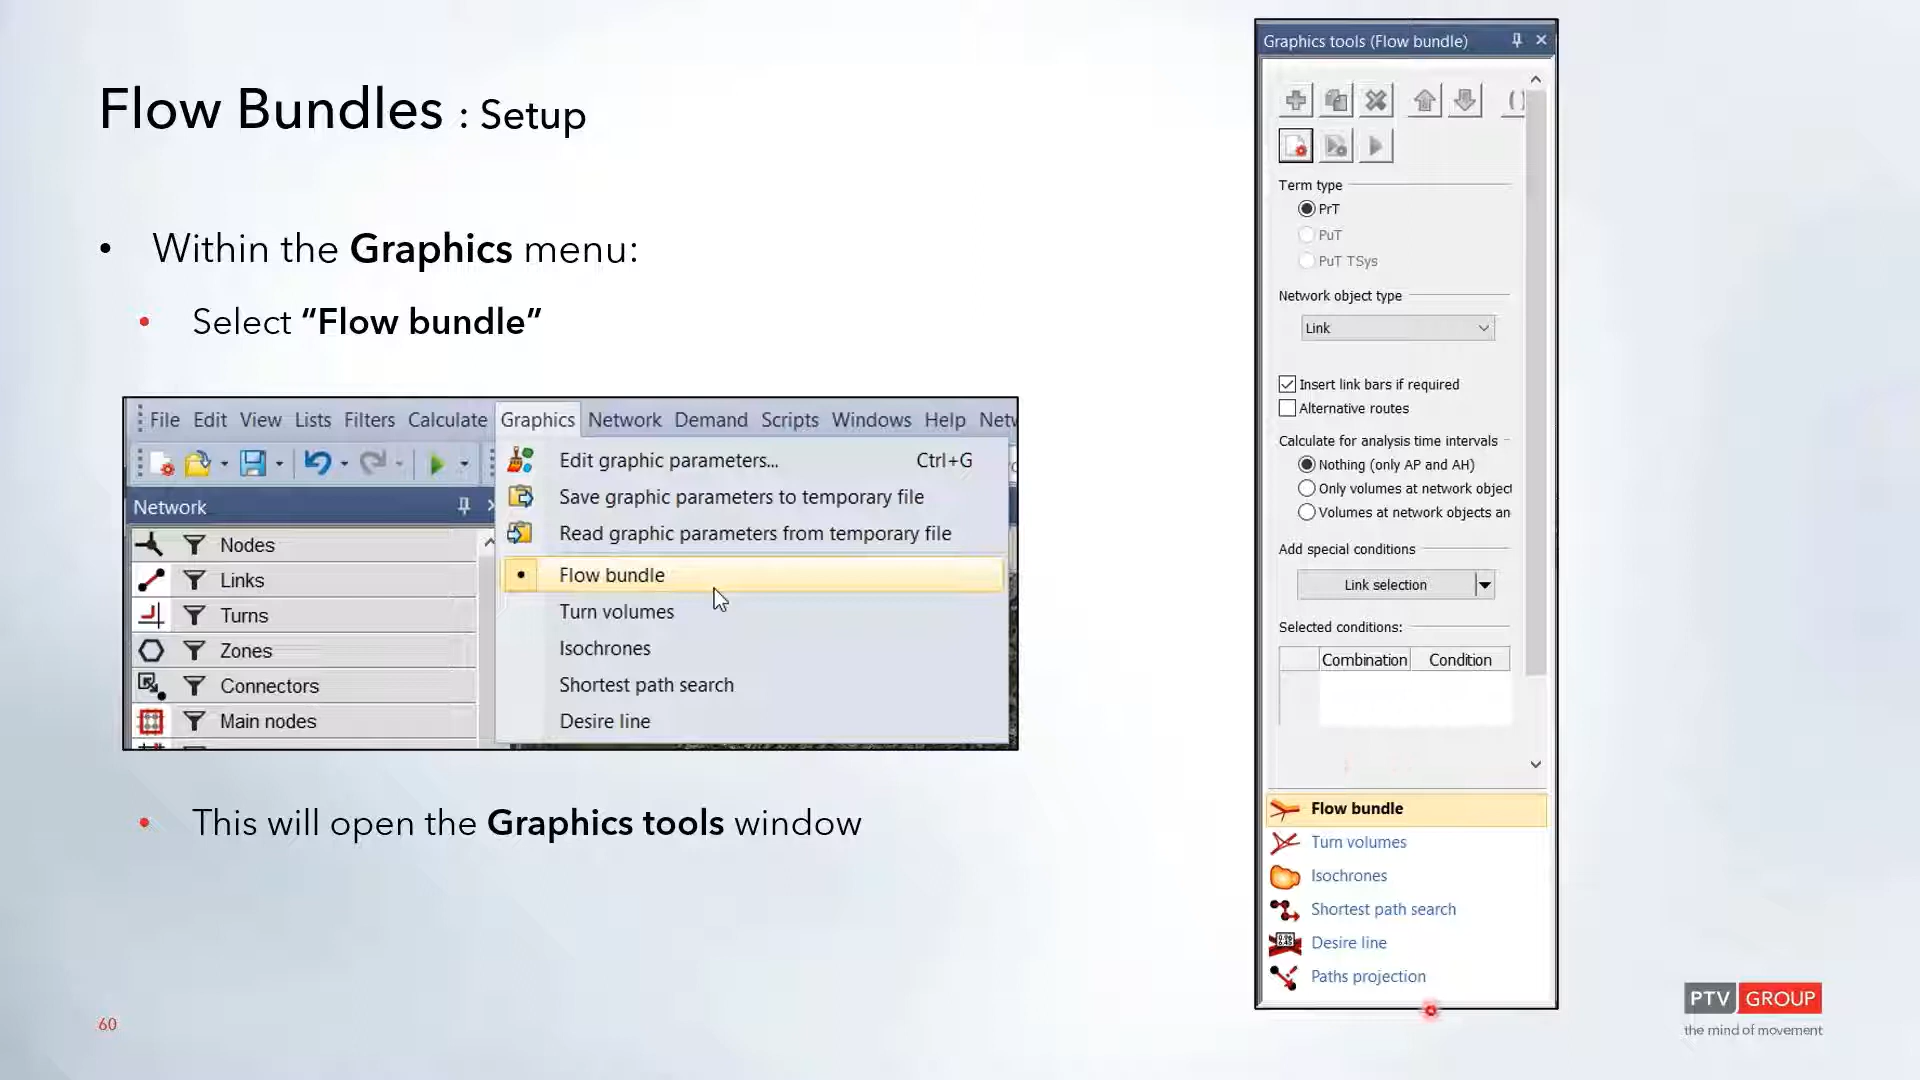 Flow Bundles : Setup
• Within the Graphics menu:
• Select “Flow bundle”
File Edit View Lists Filters Calculate Graphics Network Demand Scripts Windows Help
Edit graphic parameters... Ctrl+G
Save graphic parameters to temporary file
Read graphic parameters from temporary file
Flow bundle
Turn volumes
Isochrones
Shortest path search
Desire line
Network
Nodes
Links
Turns
Zones
Connectors
Main nodes
• This will open the Graphics tools window
60
Graphics tools (Flow bundle)
Term type
PrT
PuT
PuT TSys
Network object type
Link
Insert link bars if required
Alternative routes
Calculate for analysis time intervals
Nothing (only AP and AH)
Only volumes at network object
Volumes at network objects an
Add special conditions
Link selection
Selected conditions:
Combination Condition
Flow bundle
Turn volumes
Isochrones
Shortest path search
Desire line
Paths projection
PTV GROUP
the mind of movement